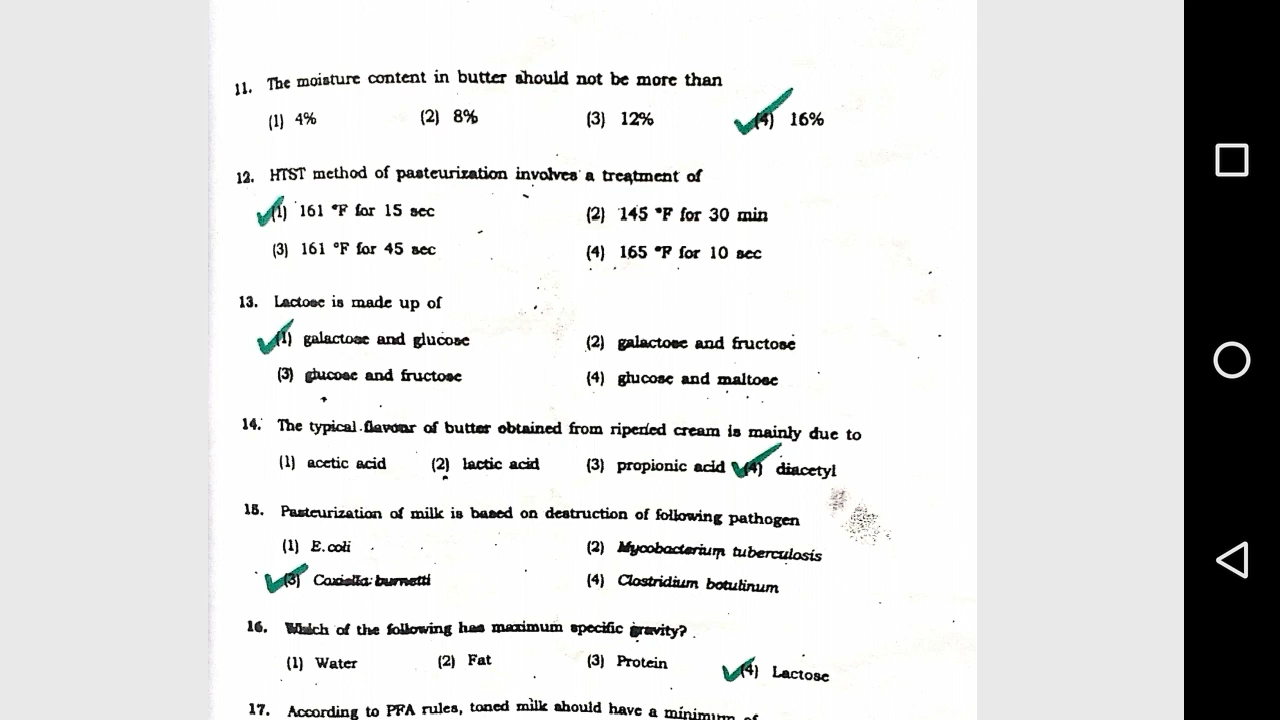 11. The moisture content in butter should not be more than
(1) 4% (2) 8% (3) 12% (4) 16%
12. HTST method of pasteurization involves a treatment of
(1) 161 °F for 15 sec (2) 145 °F for 30 min
(3) 161 °F for 45 sec (4) 165 °F for 10 sec
13. Lactose is made up of
(1) galactose and glucose (2) galactose and fructose
(3) glucose and fructose (4) glucose and maltose
14. The typical flavour of butter obtained from ripened cream is mainly due to
(1) acetic acid (2) lactic acid (3) propionic acid (4) diacetyl
15. Pasteurization of milk is based on destruction of following pathogen
(1) E. coli (2) Mycobacterium tuberculosis
(3) Coxiella burnetti (4) Clostridium botulinum
16. Which of the following has maximum specific gravity?
(1) Water (2) Fat (3) Protein (4) Lactose
17. According to PFA rules, toned milk should have a minimum of